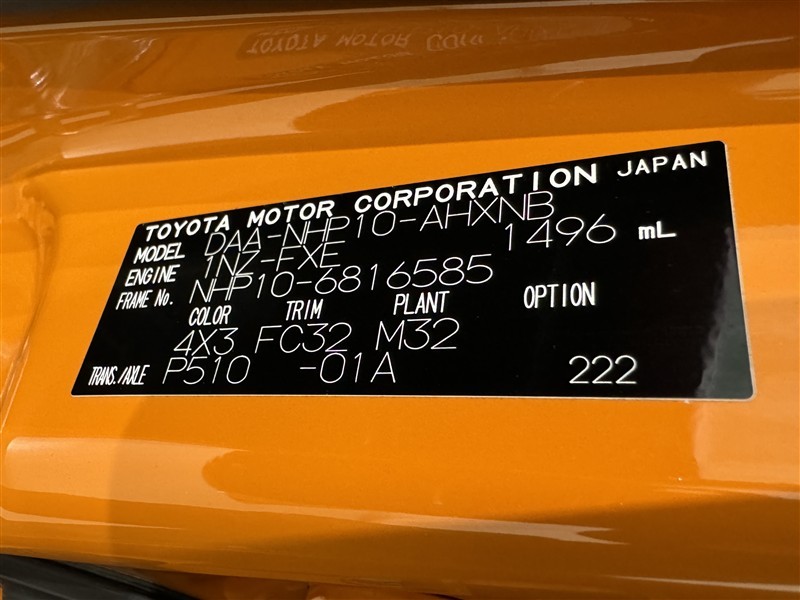 TOYOTA MOTOR CORPORATION JAPAN
MODEL DAA-NHP10-AHXNB
ENGINE 1NZ-FXE 1496 mL
FRAME No. NHP10-6816585
COLOR TRIM PLANT OPTION
4X3 FC32 M32
TRANS./AXLE P510 -01A 222